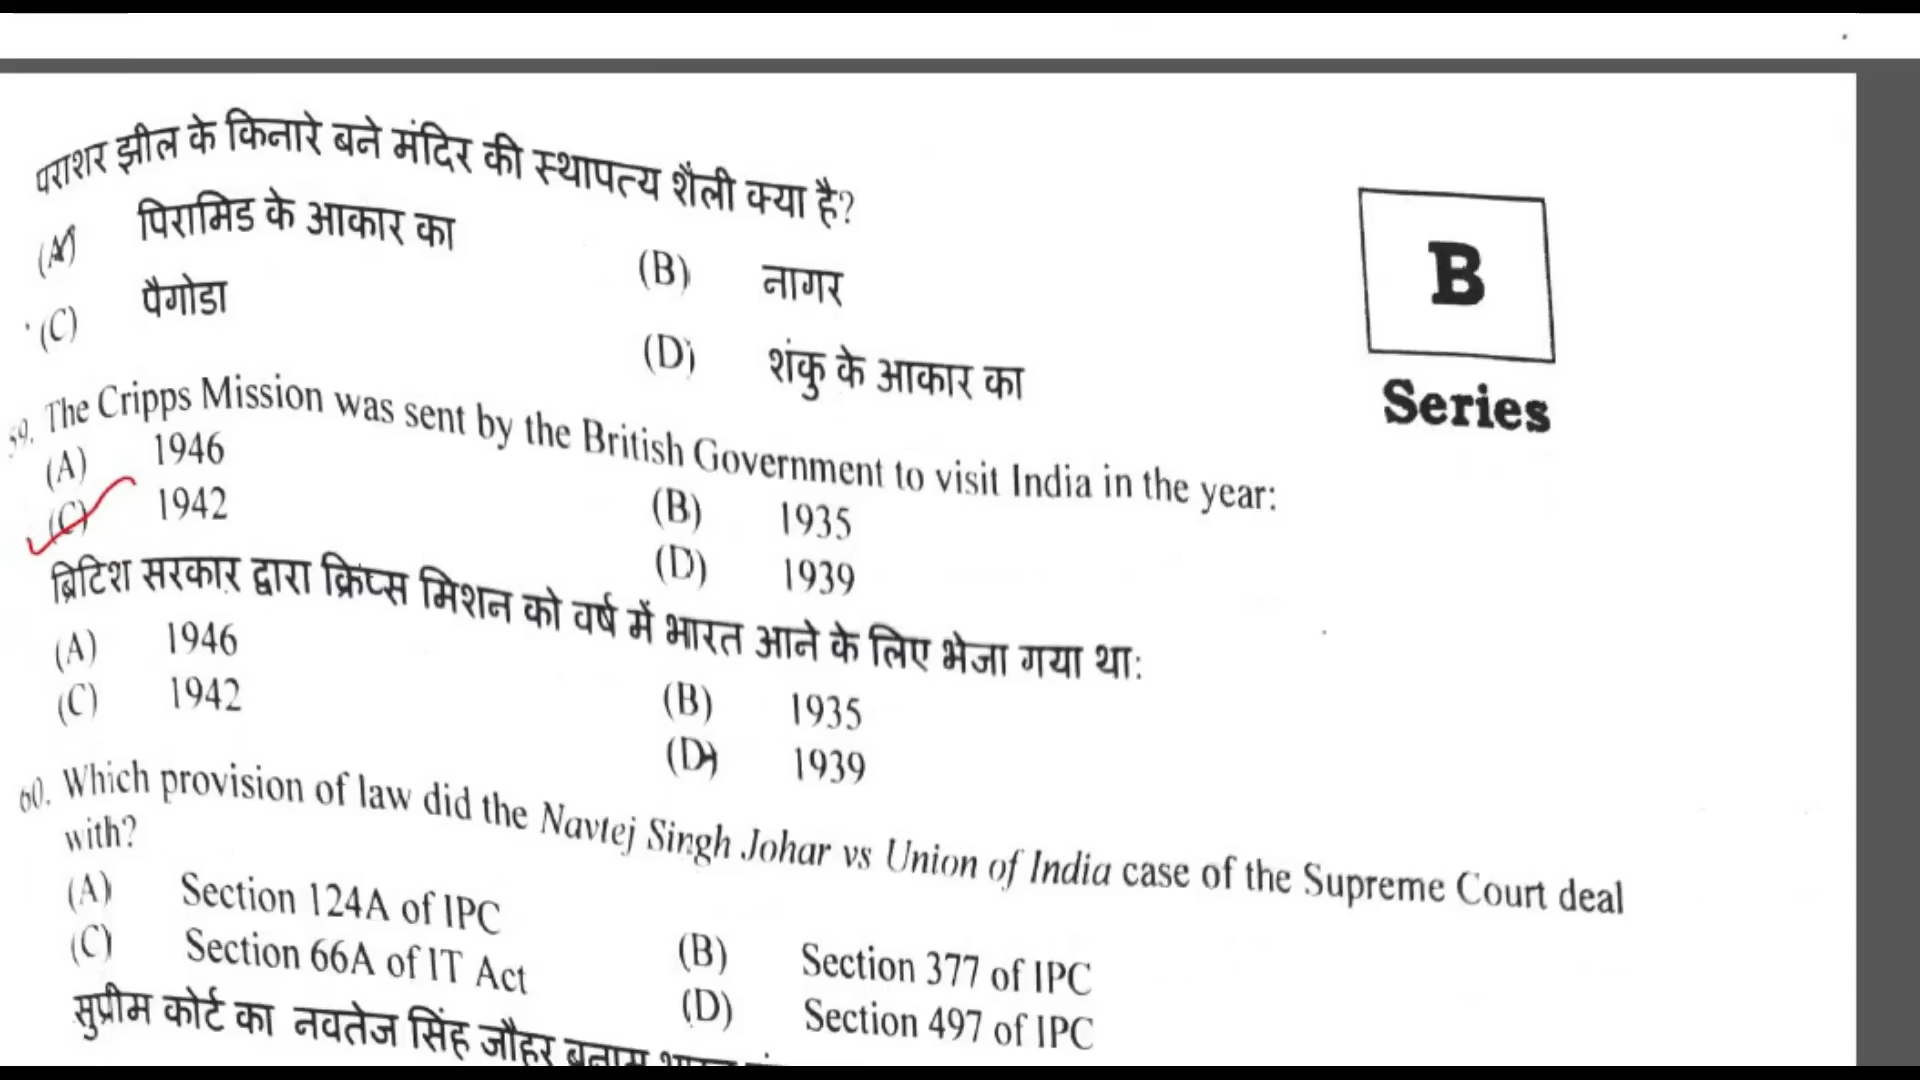 पराशर झील के किनारे बने मंदिर की स्थापत्य शैली क्या है?
(A) पिरामिड के आकार का
(B) नागर
(C) पैगोडा
(D) शंकु के आकार का
B
Series
59. The Cripps Mission was sent by the British Government to visit India in the year:
(A) 1946
(B) 1935
(C) 1942
(D) 1939
ब्रिटिश सरकार द्वारा क्रिप्स मिशन को वर्ष में भारत आने के लिए भेजा गया था:
(A) 1946
(B) 1935
(C) 1942
(D) 1939
60. Which provision of law did the Navtej Singh Johar vs Union of India case of the Supreme Court deal
with?
(A) Section 124A of IPC
(B) Section 377 of IPC
(C) Section 66A of IT Act
(D) Section 497 of IPC
सुप्रीम कोर्ट का नवतेज सिंह जौहर बनाम भारत